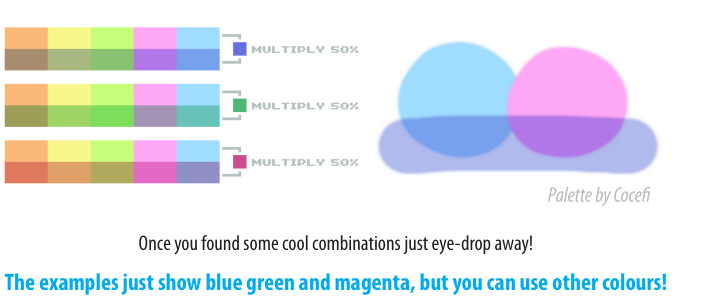 MULTIPLY 50%
MULTIPLY 50%
MULTIPLY 50%
Palette by Cocefi
Once you found some cool combinations just eye-drop away!
The examples just show blue green and magenta, but you can use other colours!